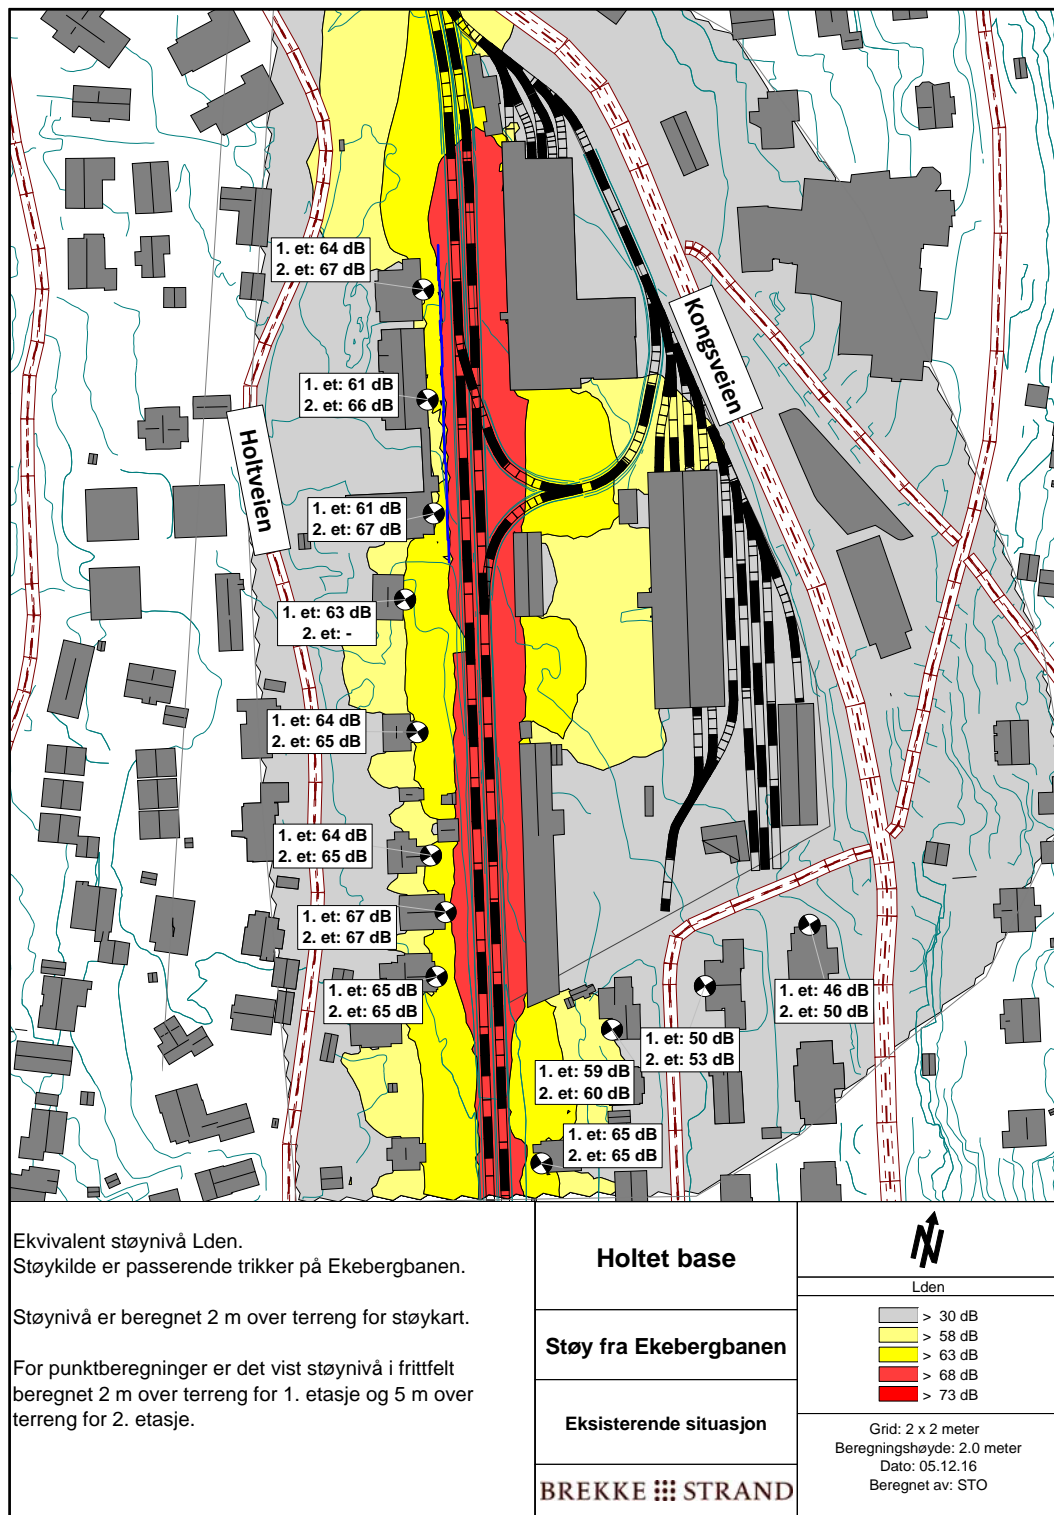 1. et: 64 dB
2. et: 67 dB
Kongsveien
1. et: 61 dB
2. et: 66 dB
Holtveien
1. et: 61 dB
2. et: 67 dB
1. et: 63 dB
2. et: -
1. et: 64 dB
2. et: 65 dB
1. et: 64 dB
2. et: 65 dB
1. et: 67 dB
2. et: 67 dB
1. et: 65 dB
2. et: 65 dB
1. et: 46 dB
2. et: 50 dB
1. et: 50 dB
2. et: 53 dB
1. et: 59 dB
2. et: 60 dB
1. et: 65 dB
2. et: 65 dB
Ekvivalent støynivå Lden.
Støykilde er passerende trikker på Ekebergbanen.
Støynivå er beregnet 2 m over terreng for støykart.
For punktberegninger er det vist støynivå i frittfelt
beregnet 2 m over terreng for 1. etasje og 5 m over
terreng for 2. etasje.
Holtet base
Støy fra Ekebergbanen
Eksisterende situasjon
BREKKE STRAND
N
Lden
> 30 dB
> 58 dB
> 63 dB
> 68 dB
> 73 dB
Grid: 2 x 2 meter
Beregningshøyde: 2.0 meter
Dato: 05.12.16
Beregnet av: STO